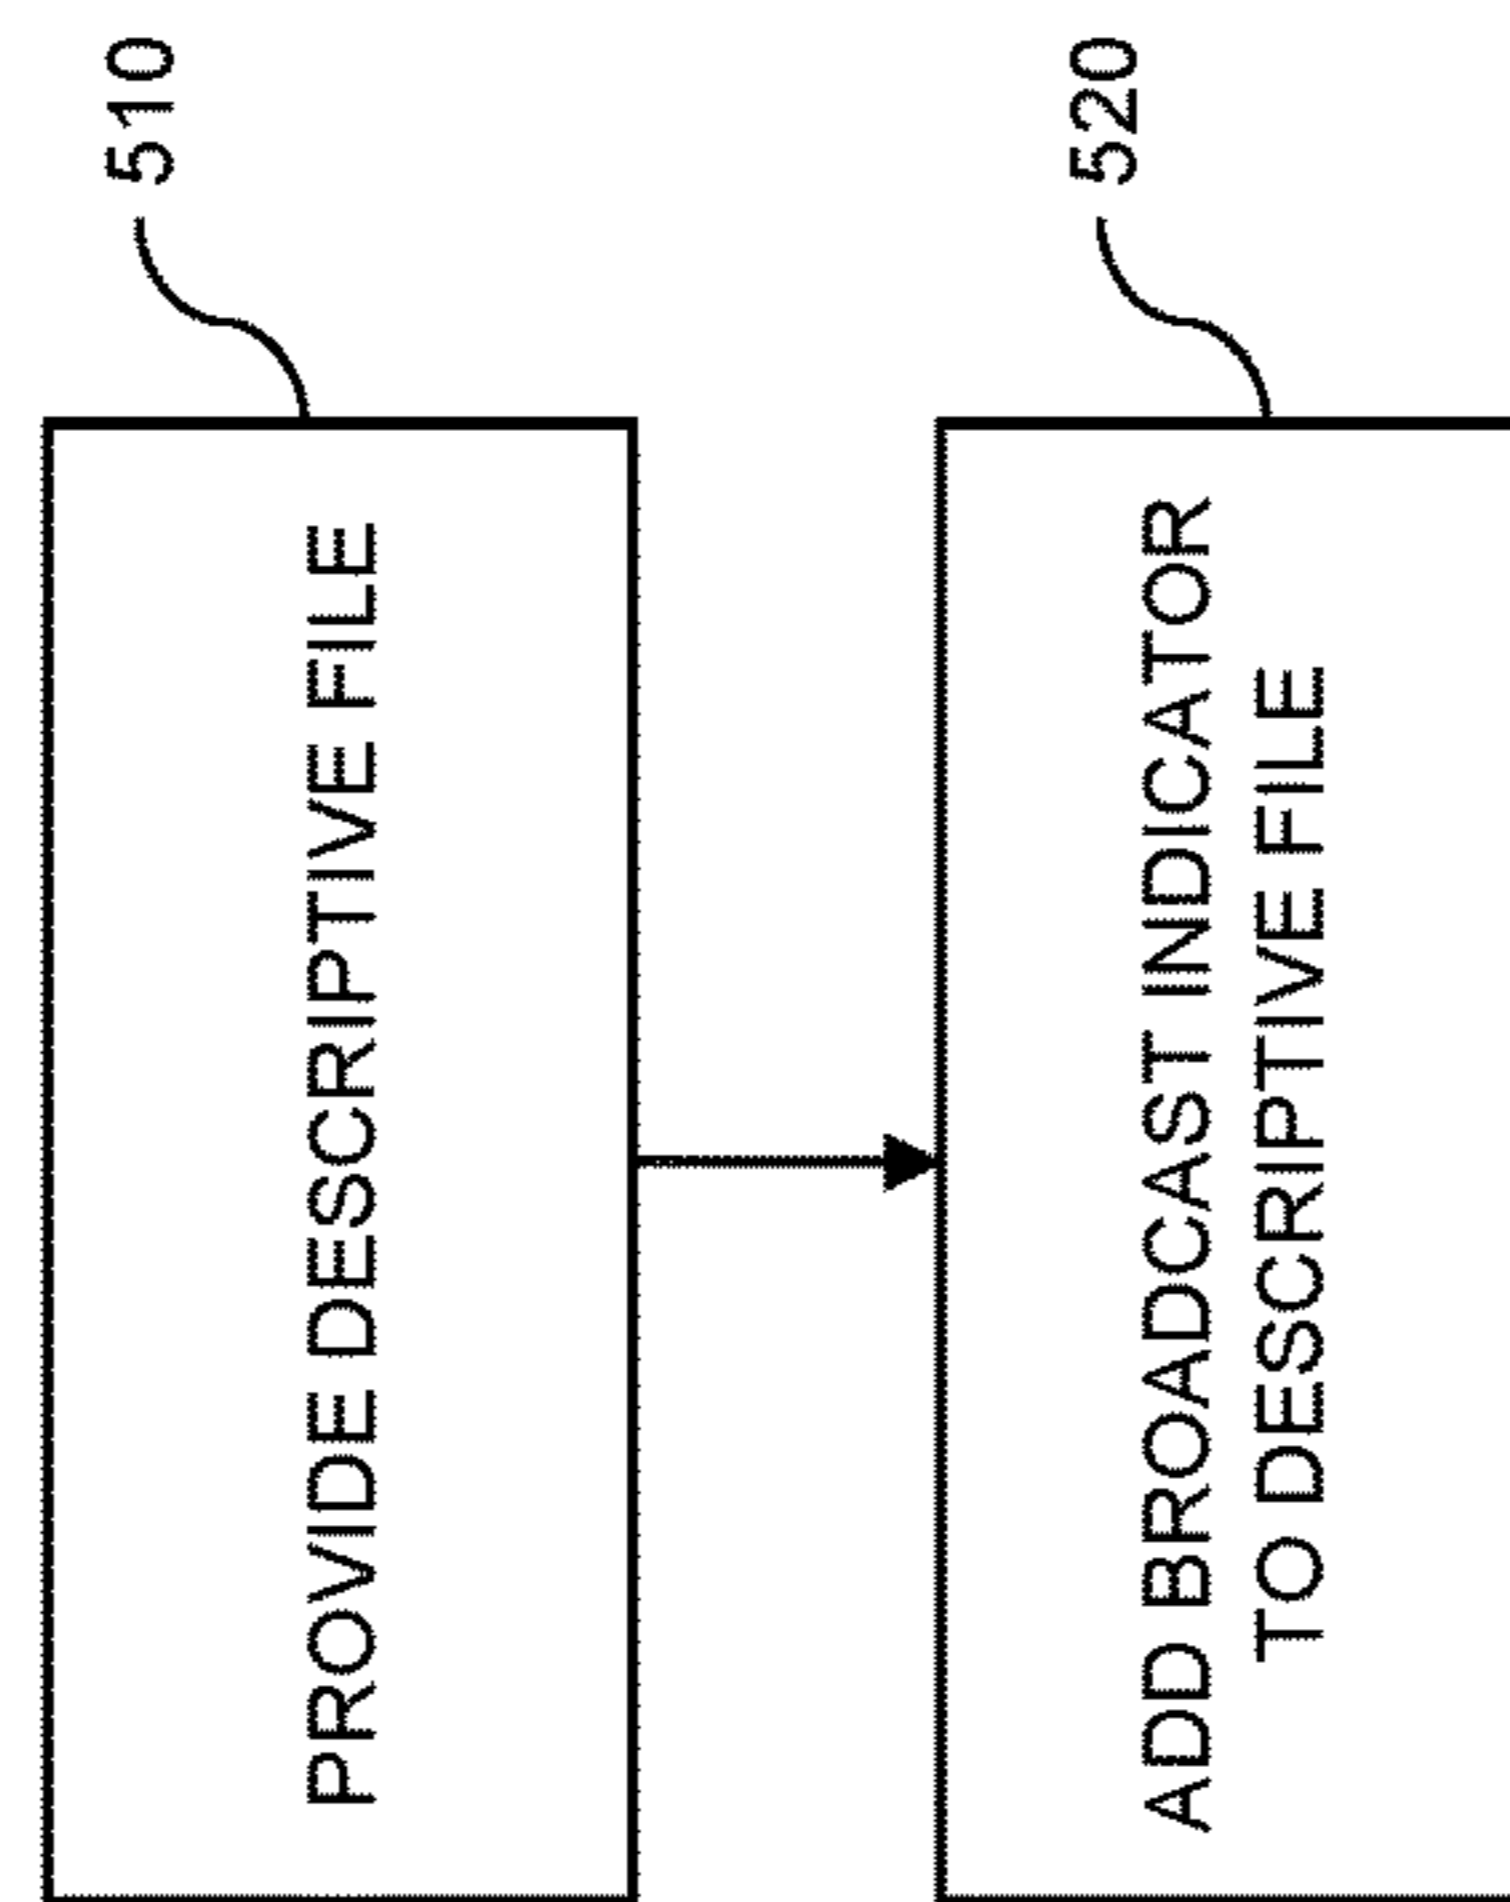 510
PROVIDE DESCRIPTIVE FILE
520
ADD BROADCAST INDICATOR
TO DESCRIPTIVE FILE